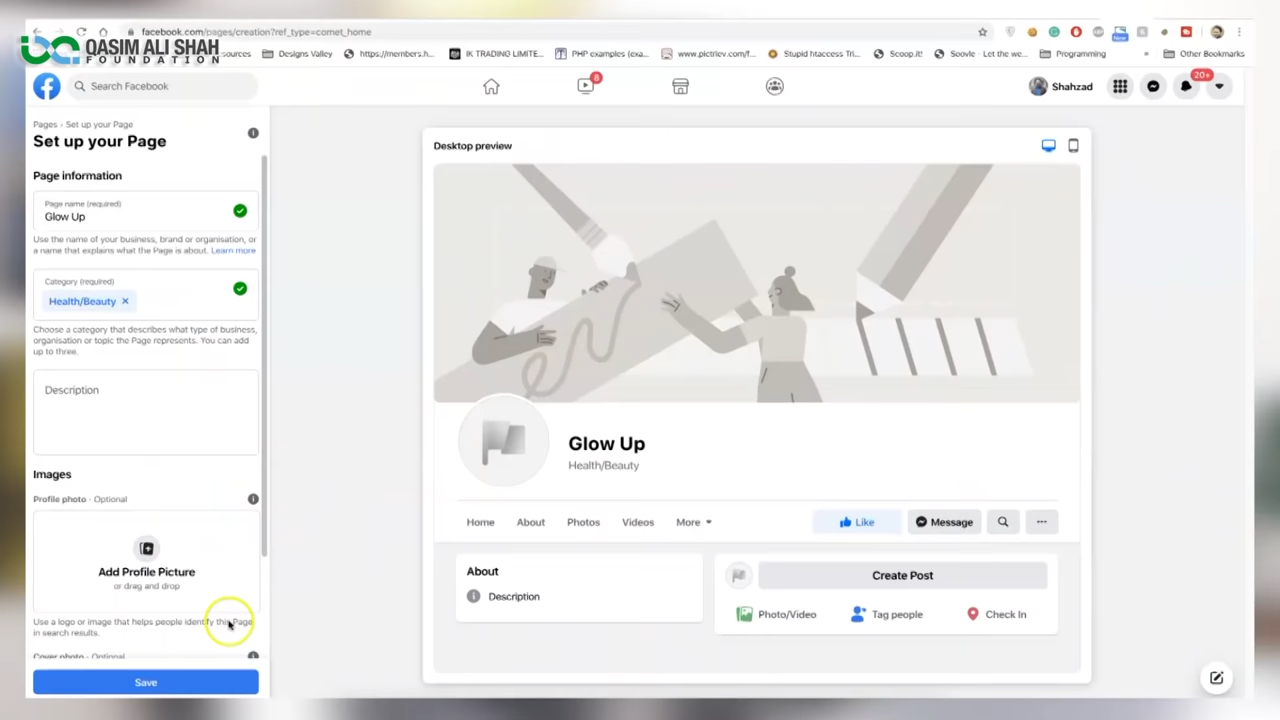 facebook.com/pages/creation?ref_type=comet_home
QASIM ALI SHAH
FOUNDATION
sources
Designs Valley
https://members.h...
IK TRADING LIMITE...
PHP examples (exa...
www.pictriev.com/f...
Stupid htaccess Tri...
Scoop.it!
Soovle - Let the we...
Programming
»
Other Bookmarks
New
Search Facebook
8
Shahzad
20+
Pages › Set up your Page
Set up your Page
Page information
Page name (required)
Glow Up
Use the name of your business, brand or organisation, or
a name that explains what the Page is about. Learn more
Category (required)
Health/Beauty ×
Choose a category that describes what type of business,
organisation or topic the Page represents. You can add
up to three.
Description
Images
Profile photo · Optional
Add Profile Picture
or drag and drop
Use a logo or image that helps people identify this Page
in search results.
Cover photo · Optional
Save
Desktop preview
Glow Up
Health/Beauty
Home
About
Photos
Videos
More
Like
Message
...
About
Description
Create Post
Photo/Video
Tag people
Check In